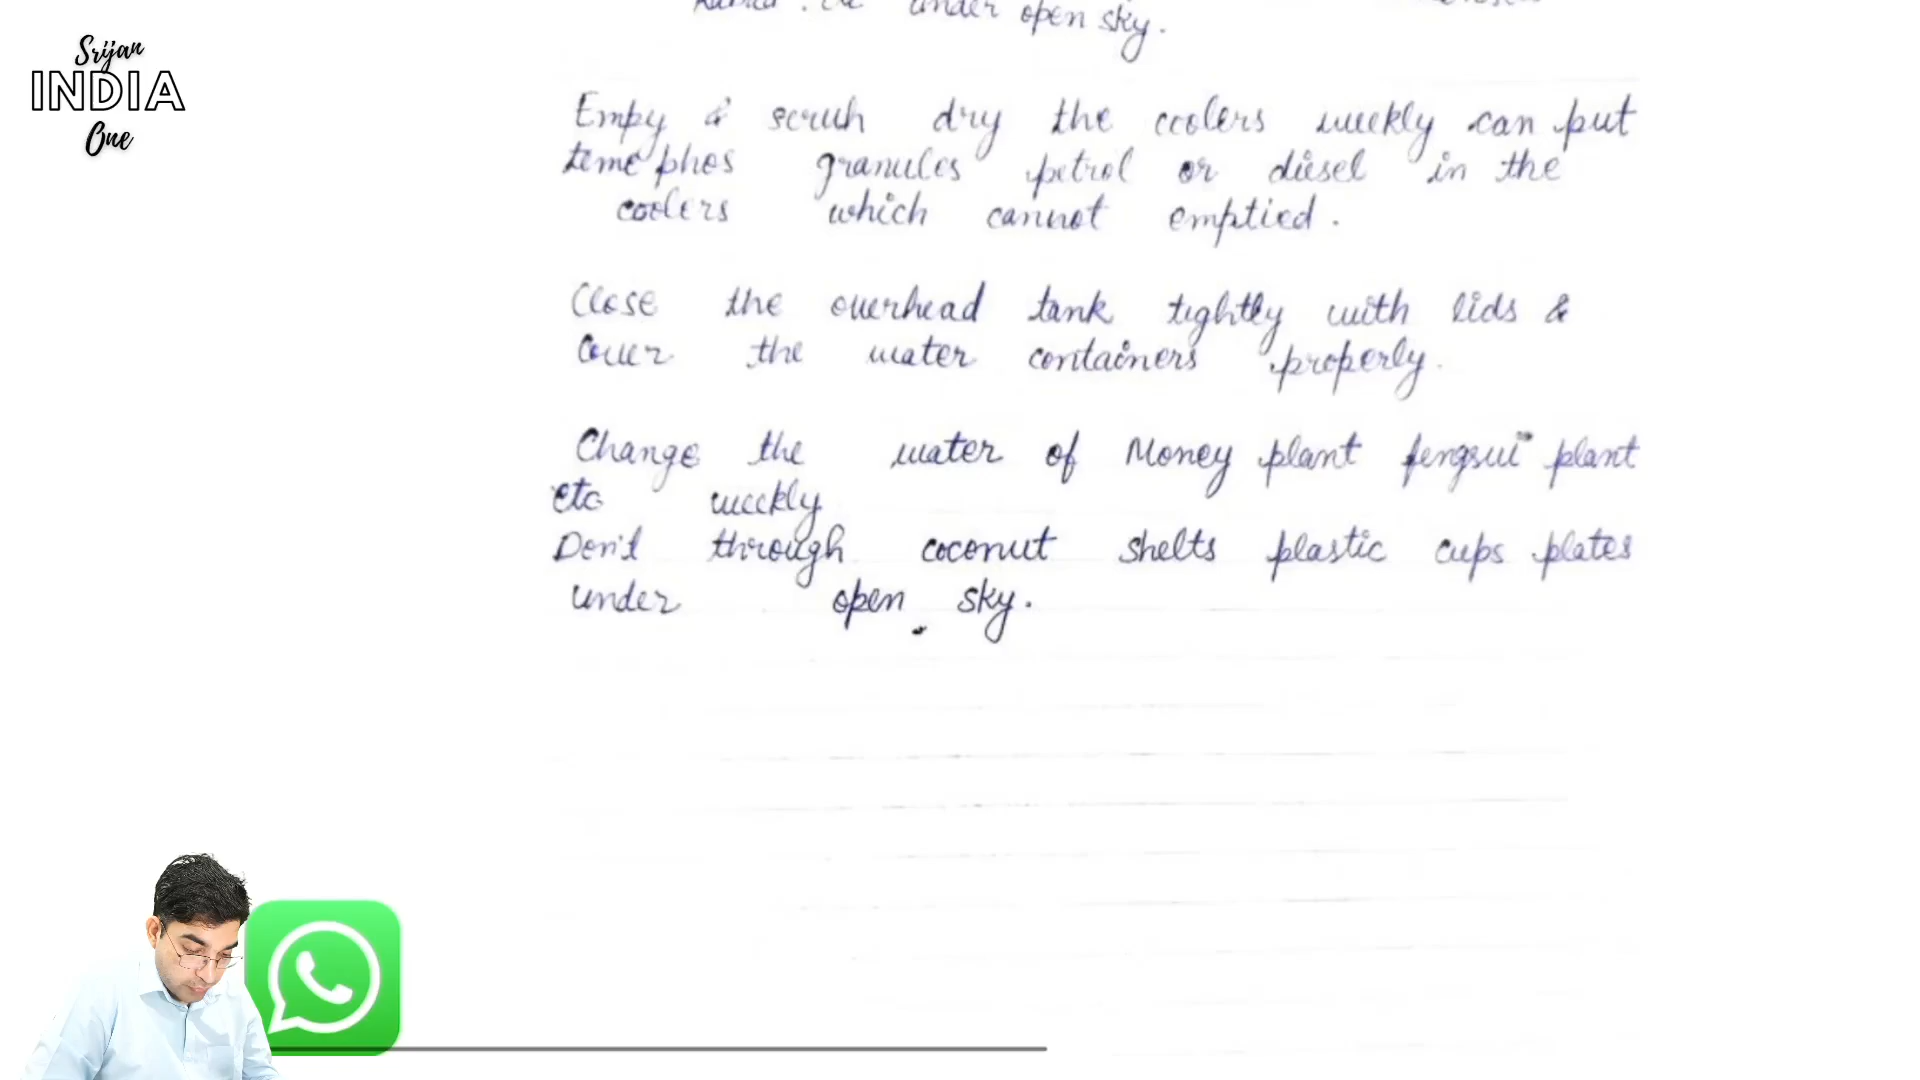 Srijan
INDIA
One
under open sky.
Empy & scruh dry the coolers weekly can put
temephos granules petrol or diesel in the
coolers which cannot emptied.
Close the overhead tank tightly with lids &
cover the water containers properly.
Change the water of Money plant fengsui plant
etc weekly
Don't through coconut shelts plastic cups plates
under open sky.